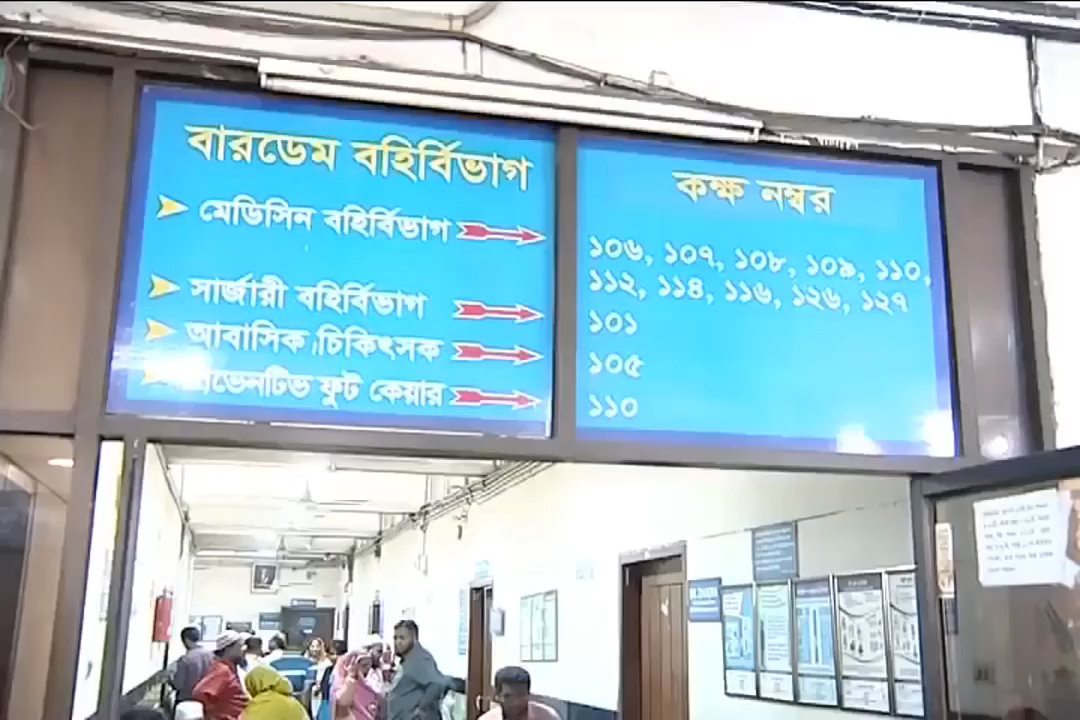 বারডেম বহির্বিভাগ
মেডিসিন বহির্বিভাগ
সার্জারী বহির্বিভাগ
আবাসিক চিকিৎসক
ফুট কেয়ার
কক্ষ নম্বর
১০৬, ১০৭, ১০৮, ১০৯, ১১০,
১১২, ১১৪, ১১৬, ১২৬, ১২৭
১০১
১০৫
১১০